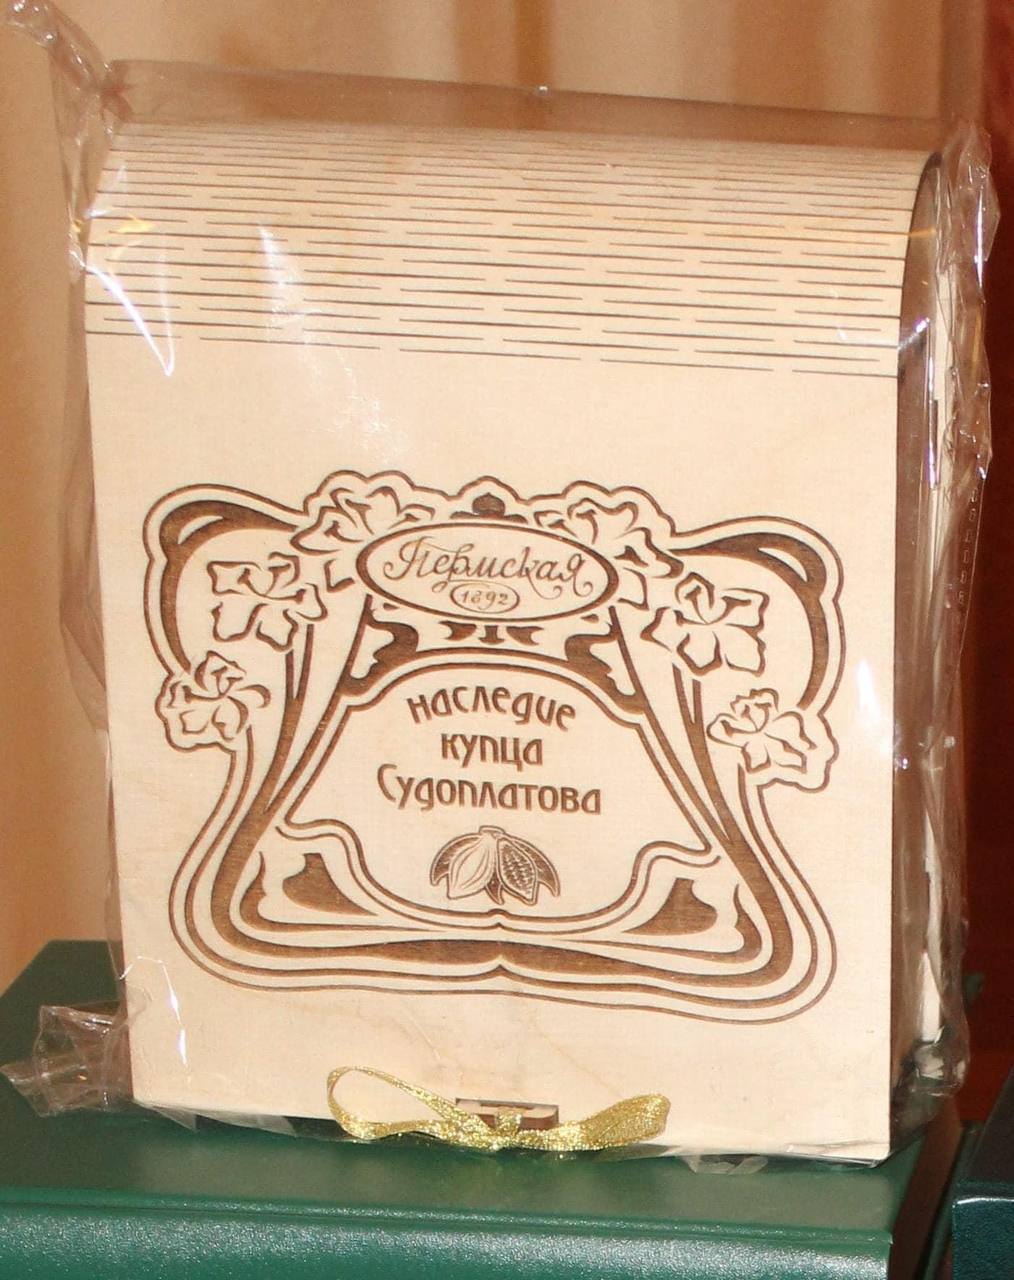 Пермская
1892
наследие
купца
Судоплатова